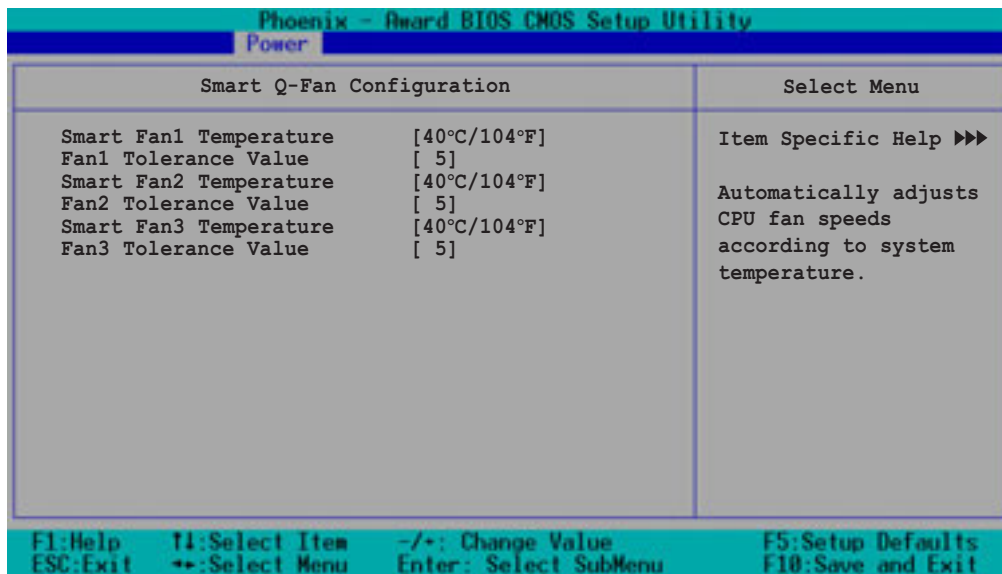 Phoenix - Award BIOS CMOS Setup Utility
Power
Smart Q-Fan Configuration
Select Menu
Smart Fan1 Temperature [40°C/104°F]
Fan1 Tolerance Value [ 5]
Smart Fan2 Temperature [40°C/104°F]
Fan2 Tolerance Value [ 5]
Smart Fan3 Temperature [40°C/104°F]
Fan3 Tolerance Value [ 5]
Item Specific Help ▶▶▶
Automatically adjusts
CPU fan speeds
according to system
temperature.
F1:Help ↑↓:Select Item -/+: Change Value F5:Setup Defaults
ESC:Exit ←→:Select Menu Enter: Select SubMenu F10:Save and Exit